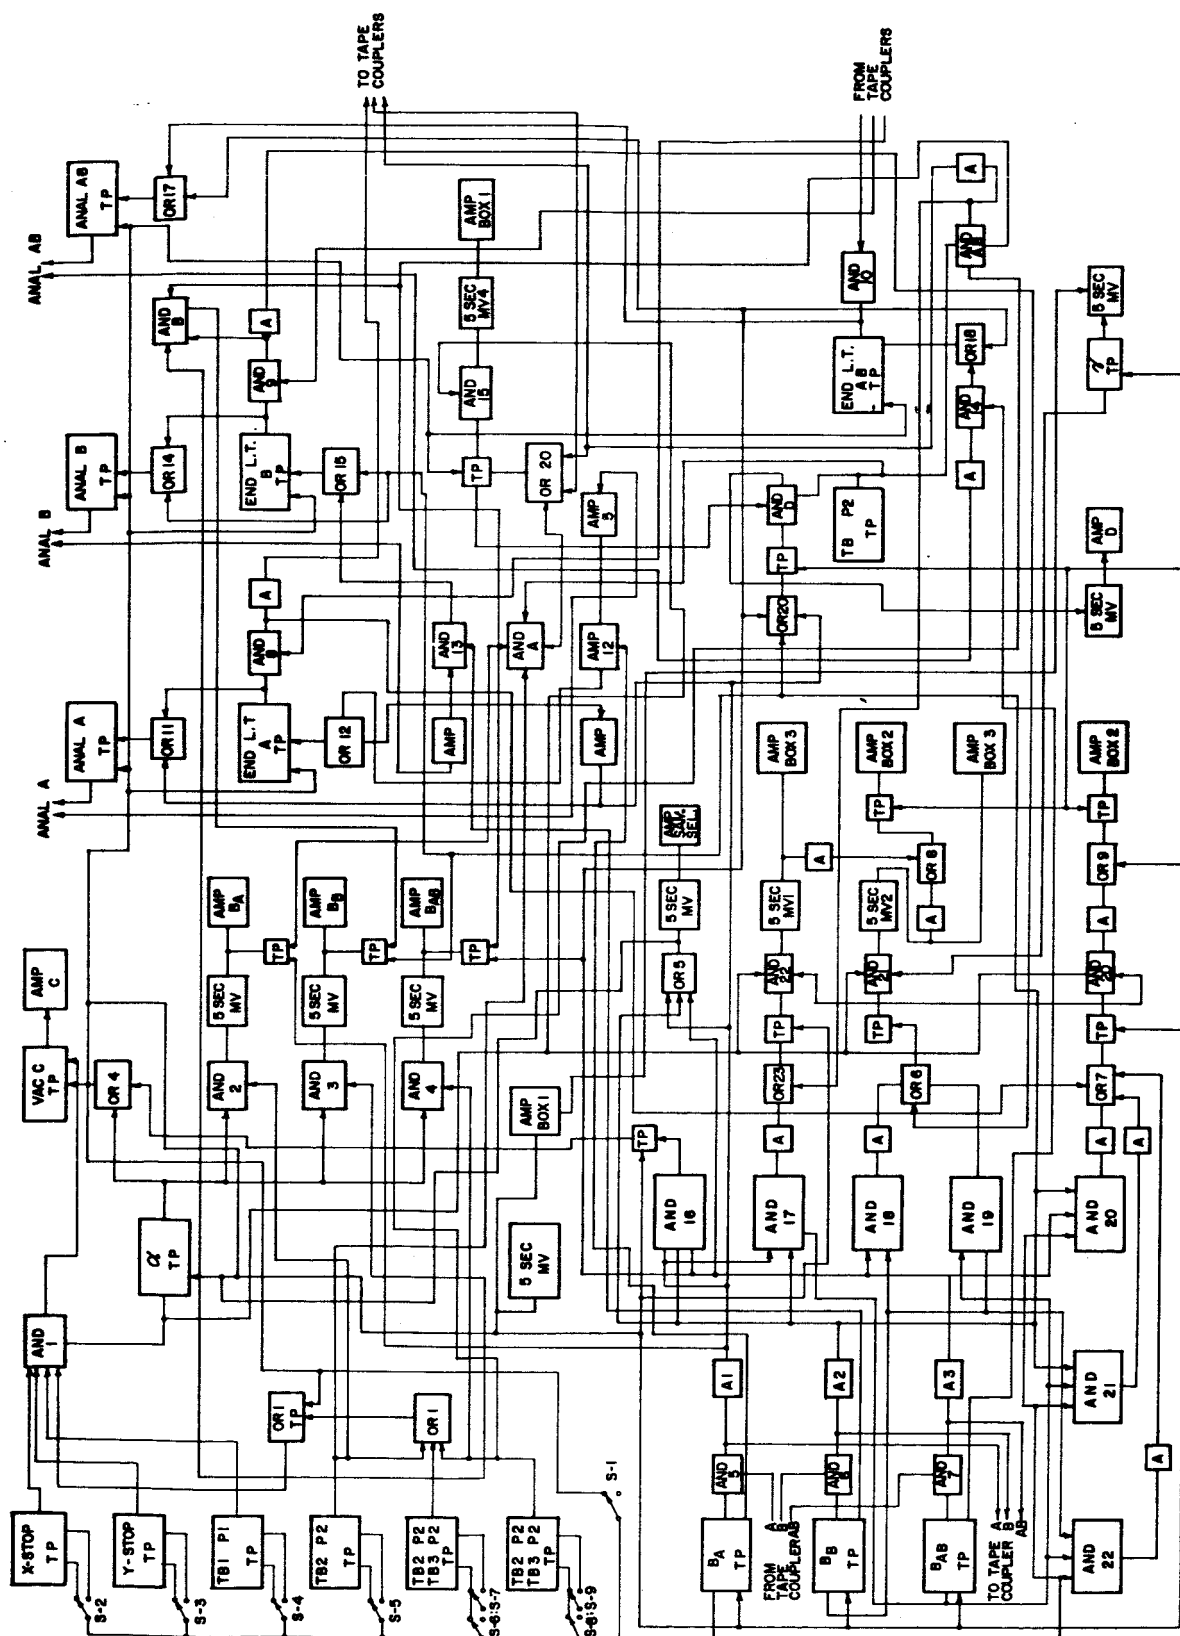 ANAL AB
ANAL B
ANAL A
ANAL AB
TP
ANAL B
TP
ANAL A
TP
AMP
C
VAC C
TP
AND
1
X-STOP
TP
OR 17
AND
B
OR 14
OR 11
OR 4
A
AND
9
END L.T.
B
TP
OR 15
A
AND
8
END L.T
A
TP
OR 12
TO TAPE
COUPLERS
AMP
BOX 1
5 SEC
MV4
AND
15
TP
OR 20
AMP
5
AND
13
AND
A
AMP
12
AMP
AMP
AMP
BA
AMP
BB
AMP
BAB
TP
TP
TP
5 SEC
MV
5 SEC
MV
5 SEC
MV
AND
2
AND
3
AND
4
α
TP
AMP
BOX 1
5 SEC
MV
OR 1
TP
OR 1
Y-STOP
TP
TB1 P1
TP
TB2 P2
TP
TB2 P2
TB3 P2
TP
TB2 P2
TB3 P2
TP
S-2
S-3
S-4
S-5
S-6
S-7
S-8
S-9
S-1
FROM
TAPE
COUPLERS
AND
10
END L.T.
AB
TP
A
AND
AB
OR 18
AND
14
A
5 SEC
MV
γ
TP
AND
D
TB P2
TP
TP
OR20
AMP
D
5 SEC
MV
AMP
SAM.
SEL.
5 SEC
MV
OR 5
AMP
BOX 3
AMP
BOX 2
AMP
BOX 3
AMP
BOX 2
TP
TP
A
OR 8
OR 9
5 SEC
MV1
5 SEC
MV2
A
A
AND
22
AND
21
AND
20
TP
TP
TP
OR23
OR 6
OR 7
TP
A
A
A
A
AND
16
AND
17
AND
18
AND
19
AND
20
A1
A2
A3
AND
21
AND
5
AND
6
AND
7
A
BA
TP
FROM
TAPE
COUPLER
A
B
AB
BB
TP
BAB
TP
TO TAPE
COUPLER
A
B
AB
AND
22